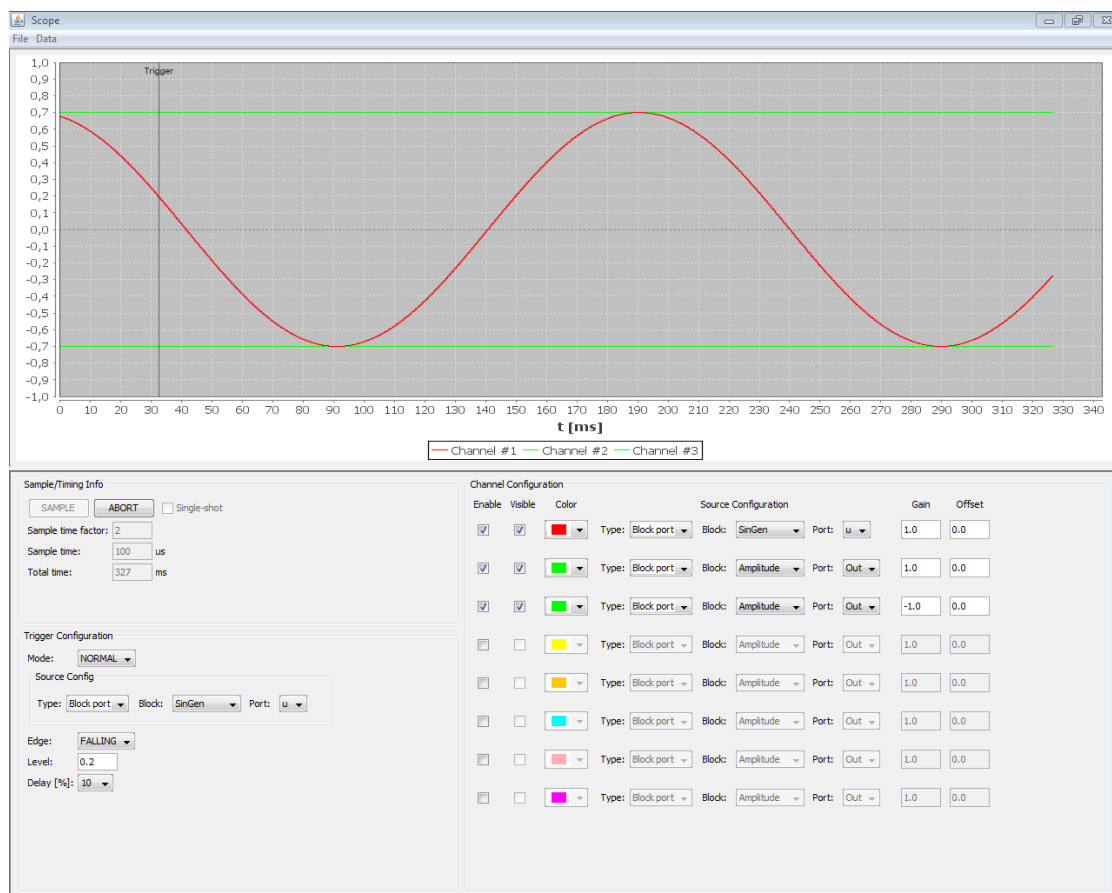 Scope
File Data
Trigger
1,0
0,9
0,8
0,7
0,6
0,5
0,4
0,3
0,2
0,1
0,0
-0,1
-0,2
-0,3
-0,4
-0,5
-0,6
-0,7
-0,8
-0,9
-1,0
0 10 20 30 40 50 60 70 80 90 100 110 120 130 140 150 160 170 180 190 200 210 220 230 240 250 260 270 280 290 300 310 320 330 340
t [ms]
Channel #1 Channel #2 Channel #3
Sample/Timing Info
SAMPLE ABORT Single-shot
Sample time factor: 2
Sample time: 100 us
Total time: 327 ms
Trigger Configuration
Mode: NORMAL
Source Config
Type: Block port Block: SinGen Port: u
Edge: FALLING
Level: 0.2
Delay [%]: 10
Channel Configuration
Enable Visible Color Source Configuration Gain Offset
Type: Block port Block: SinGen Port: u 1.0 0.0
Type: Block port Block: Amplitude Port: Out 1.0 0.0
Type: Block port Block: Amplitude Port: Out -1.0 0.0
Type: Block port Block: Amplitude Port: Out 1.0 0.0
Type: Block port Block: Amplitude Port: Out 1.0 0.0
Type: Block port Block: Amplitude Port: Out 1.0 0.0
Type: Block port Block: Amplitude Port: Out 1.0 0.0
Type: Block port Block: Amplitude Port: Out 1.0 0.0